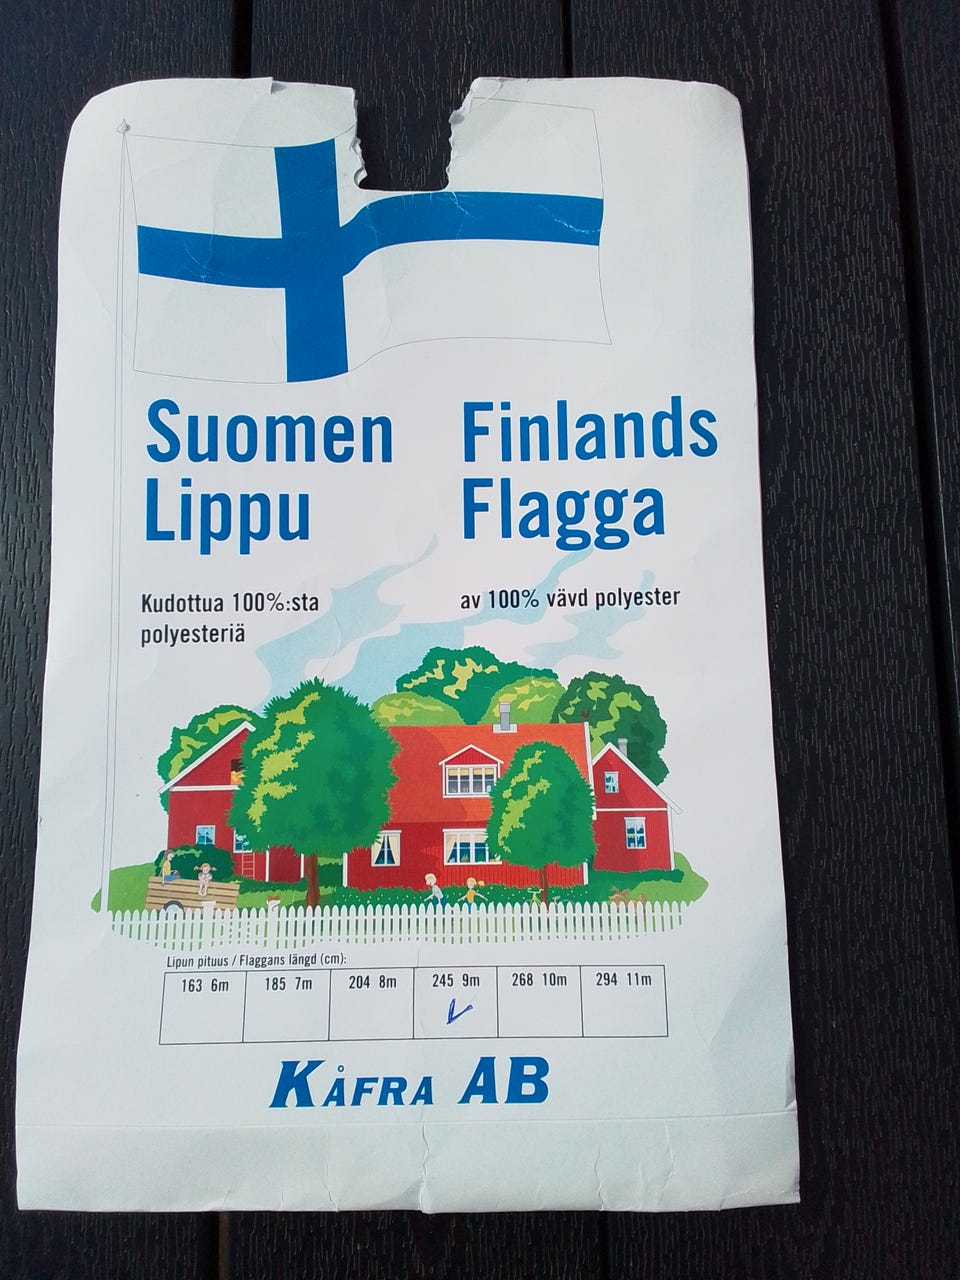 Suomen
Lippu
Finlands
Flagga
Kudottua 100%:sta
polyesteriä
av 100% vävd polyester
Lipun pituus / Flaggans längd (cm):
163 6m 185 7m 204 8m 245 9m 268 10m 294 11m
KÅFRA AB